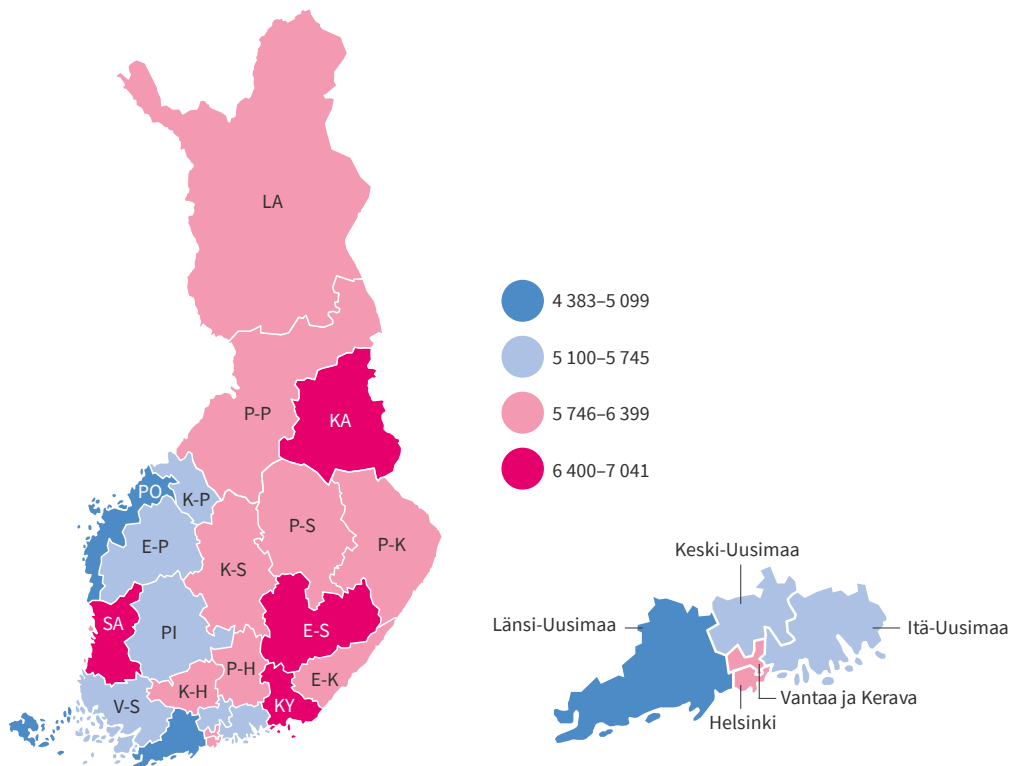 LA
P-P
KA
PO
K-P
E-P
P-S
P-K
K-S
SA
PI
E-S
P-H
E-K
K-H
V-S
KY
4 383–5 099
5 100–5 745
5 746–6 399
6 400–7 041
Keski-Uusimaa
Länsi-Uusimaa
Itä-Uusimaa
Vantaa ja Kerava
Helsinki